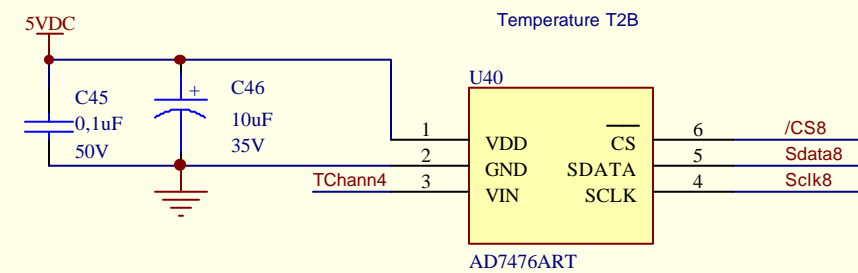 Temperature T2B
5VDC
U40
C45
0,1uF
50V
+
C46
10uF
35V
1
2
3
TChann4
VDD
GND
VIN
CS
SDATA
SCLK
6
5
4
/CS8
Sdata8
Sclk8
AD7476ART